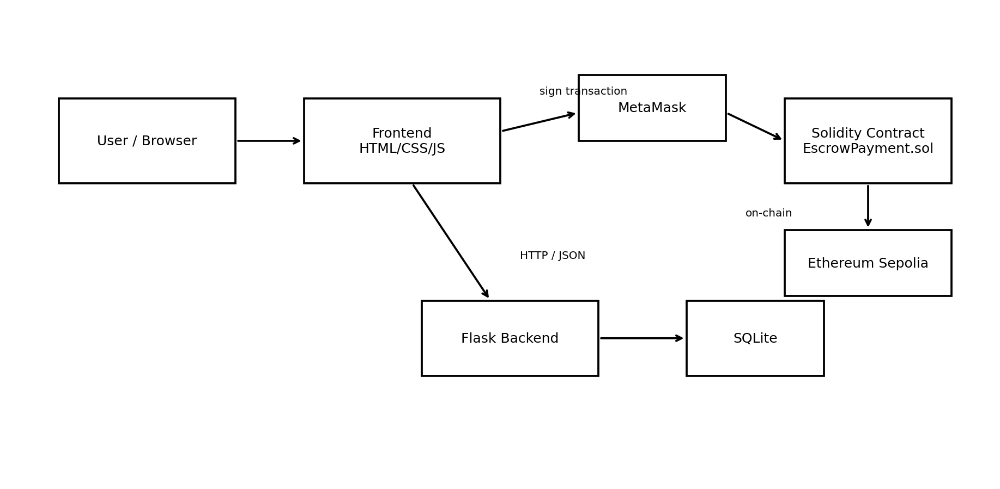 sign transaction
MetaMask
User / Browser
Frontend
HTML/CSS/JS
Solidity Contract
EscrowPayment.sol
on-chain
HTTP / JSON
Ethereum Sepolia
Flask Backend
SQLite